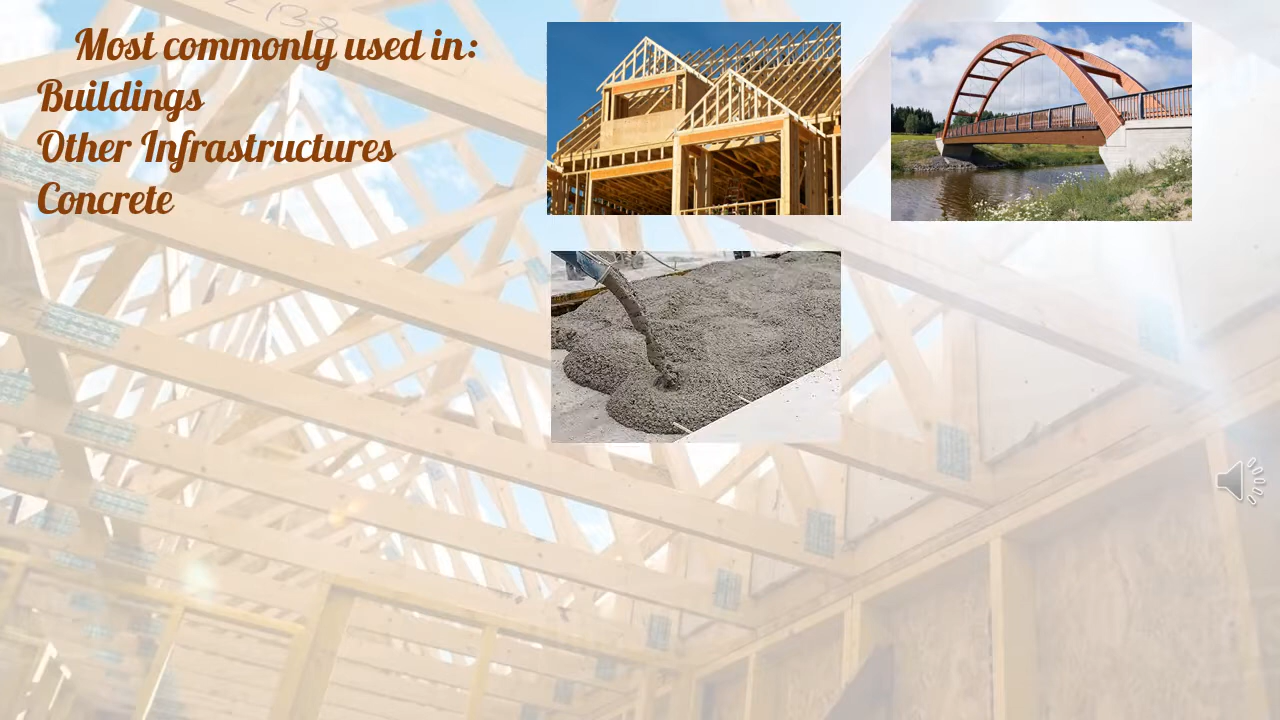 Most commonly used in:
Buildings
Other Infrastructures
Concrete